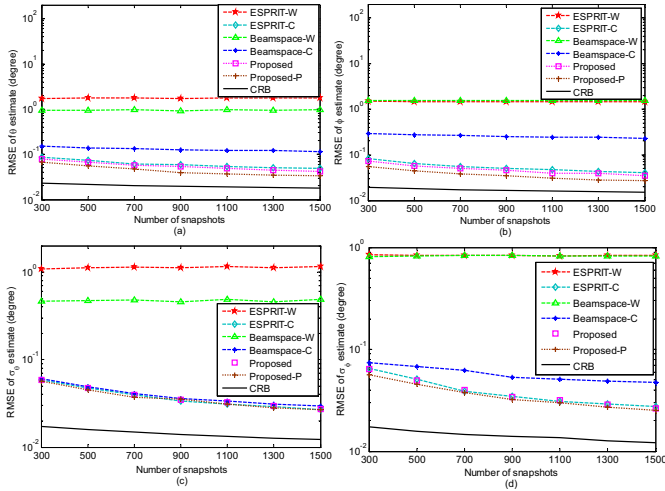 10^2
10^1
10^0
10^-1
10^-2
RMSE of θ estimate (degree)
ESPRIT-W
ESPRIT-C
Beamspace-W
Beamspace-C
Proposed
Proposed-P
CRB
300 500 700 900 1100 1300 1500
Number of snapshots
(a)
10^2
10^1
10^0
10^-1
10^-2
RMSE of ϕ estimate (degree)
ESPRIT-W
ESPRIT-C
Beamspace-W
Beamspace-C
Proposed
Proposed-P
CRB
300 500 700 900 1100 1300 1500
Number of snapshots
(b)
10^0
10^-1
10^-2
RMSE of σ_θ estimate (degree)
ESPRIT-W
ESPRIT-C
Beamspace-W
Beamspace-C
Proposed
Proposed-P
CRB
300 500 700 900 1100 1300 1500
Number of snapshots
(c)
10^0
10^-1
10^-2
RMSE of σ_ϕ estimate (degree)
ESPRIT-W
ESPRIT-C
Beamspace-W
Beamspace-C
Proposed
Proposed-P
CRB
300 500 700 900 1100 1300 1500
Number of snapshots
(d)